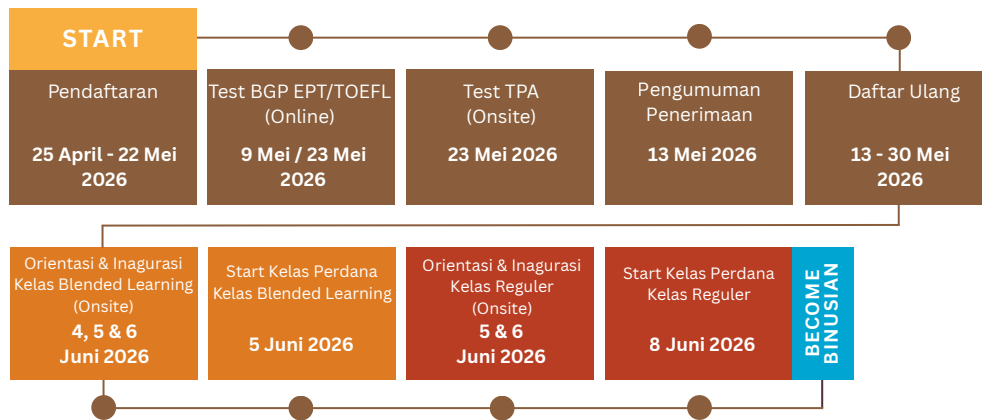 START
Pendaftaran
25 April - 22 Mei
2026
Test BGP EPT/TOEFL
(Online)
9 Mei / 23 Mei
2026
Test TPA
(Onsite)
23 Mei 2026
Pengumuman
Penerimaan
13 Mei 2026
Daftar Ulang
13 - 30 Mei
2026
Orientasi & Inagurasi
Kelas Blended Learning
(Onsite)
4, 5 & 6
Juni 2026
Start Kelas Perdana
Kelas Blended Learning
5 Juni 2026
Orientasi & Inagurasi
Kelas Reguler
(Onsite)
5 & 6
Juni 2026
Start Kelas Perdana
Kelas Reguler
8 Juni 2026
BECOME
BINUSIAN